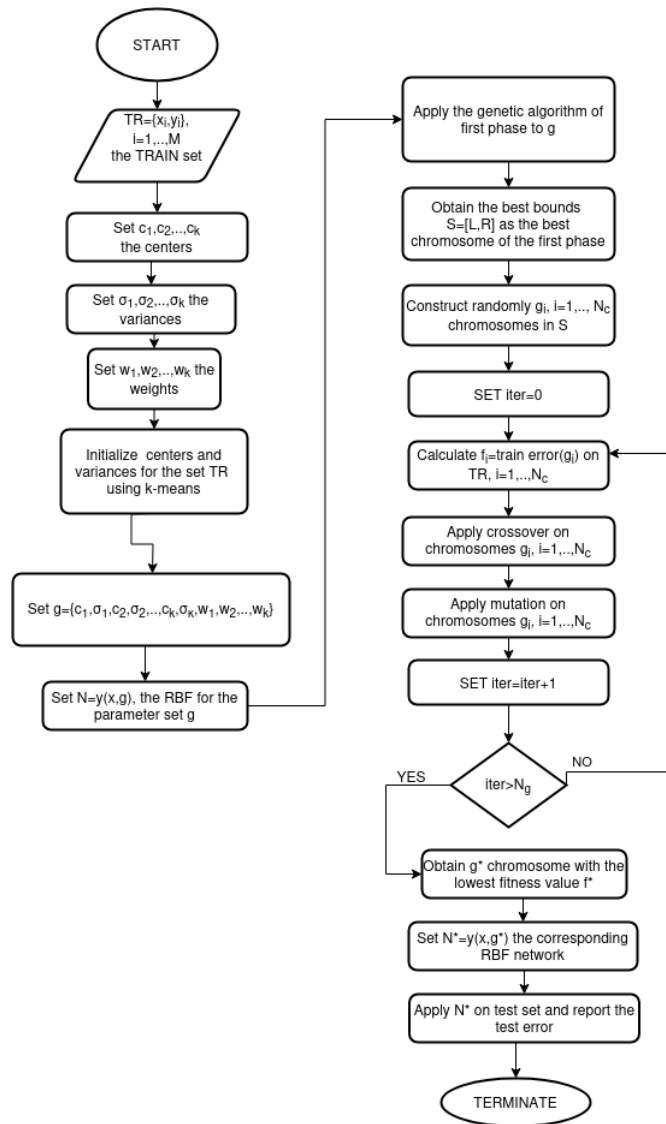 START
TR={xᵢ,yᵢ},
i=1,..,M
the TRAIN set
Set c₁,c₂,..,cₖ
the centers
Set σ₁,σ₂,..,σₖ the
variances
Set w₁,w₂,..,wₖ the
weights
Initialize centers and
variances for the set TR
using k-means
Set g={c₁,σ₁,c₂,σ₂,..,cₖ,σₖ,w₁,w₂,..,wₖ}
Set N=y(x,g), the RBF for the
parameter set g
Apply the genetic algorithm of
first phase to g
Obtain the best bounds
S=[L,R] as the best
chromosome of the first phase
Construct randomly gᵢ, i=1,.., N_c
chromosomes in S
SET iter=0
Calculate fᵢ=train error(gᵢ) on
TR, i=1,..,N_c
Apply crossover on
chromosomes gᵢ, i=1,..,N_c
Apply mutation on
chromosomes gᵢ, i=1,..,N_c
SET iter=iter+1
iter>N_g
YES
NO
Obtain g* chromosome with the
lowest fitness value f*
Set N*=y(x,g*) the corresponding
RBF network
Apply N* on test set and report the
test error
TERMINATE